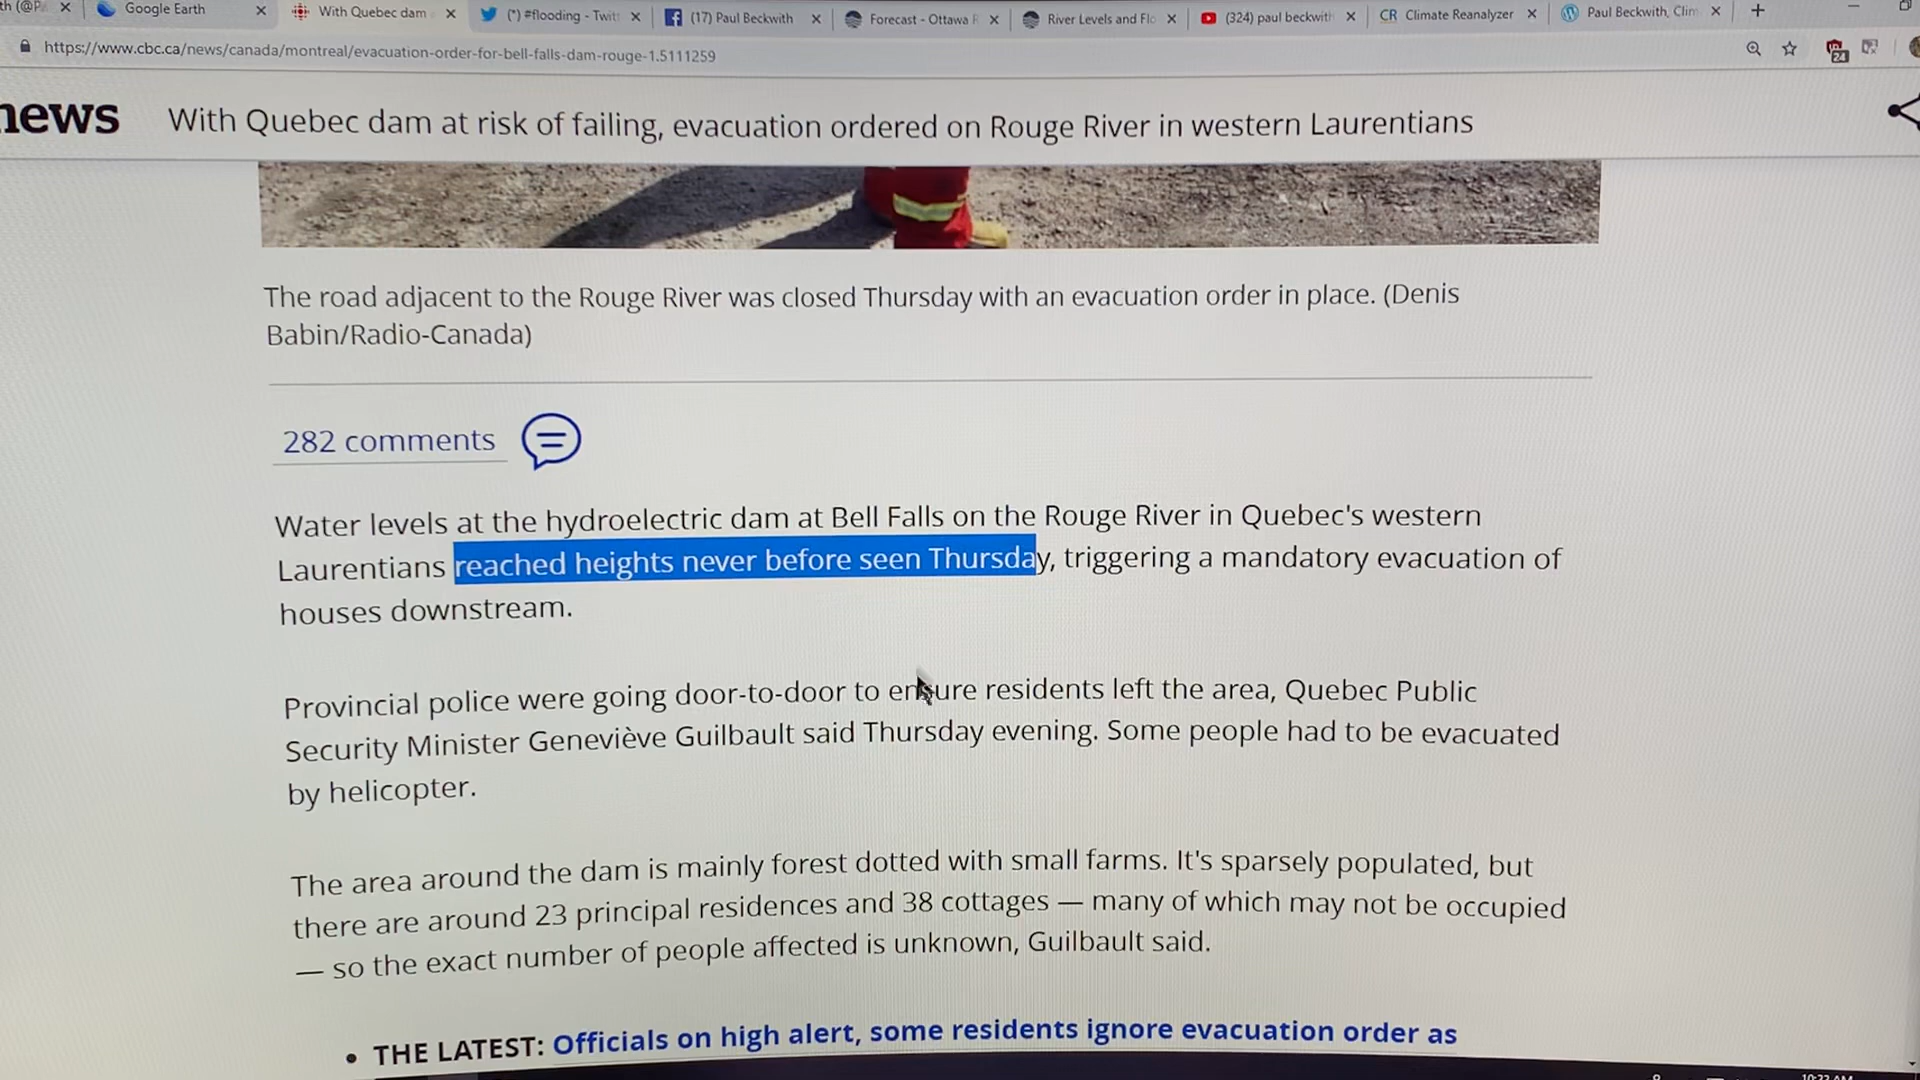 Google Earth
With Quebec dam
(*) #flooding - Twit
(17) Paul Beckwith
Forecast - Ottawa R
River Levels and Flo
(324) paul beckwith
CR Climate Reanalyzer
Paul Beckwith, Clim
https://www.cbc.ca/news/canada/montreal/evacuation-order-for-bell-falls-dam-rouge-1.5111259
24
news
With Quebec dam at risk of failing, evacuation ordered on Rouge River in western Laurentians
The road adjacent to the Rouge River was closed Thursday with an evacuation order in place. (Denis
Babin/Radio-Canada)
282 comments
Water levels at the hydroelectric dam at Bell Falls on the Rouge River in Quebec's western
Laurentians reached heights never before seen Thursday, triggering a mandatory evacuation of
houses downstream.
Provincial police were going door-to-door to ensure residents left the area, Quebec Public
Security Minister Geneviève Guilbault said Thursday evening. Some people had to be evacuated
by helicopter.
The area around the dam is mainly forest dotted with small farms. It's sparsely populated, but
there are around 23 principal residences and 38 cottages — many of which may not be occupied
— so the exact number of people affected is unknown, Guilbault said.
• THE LATEST: Officials on high alert, some residents ignore evacuation order as